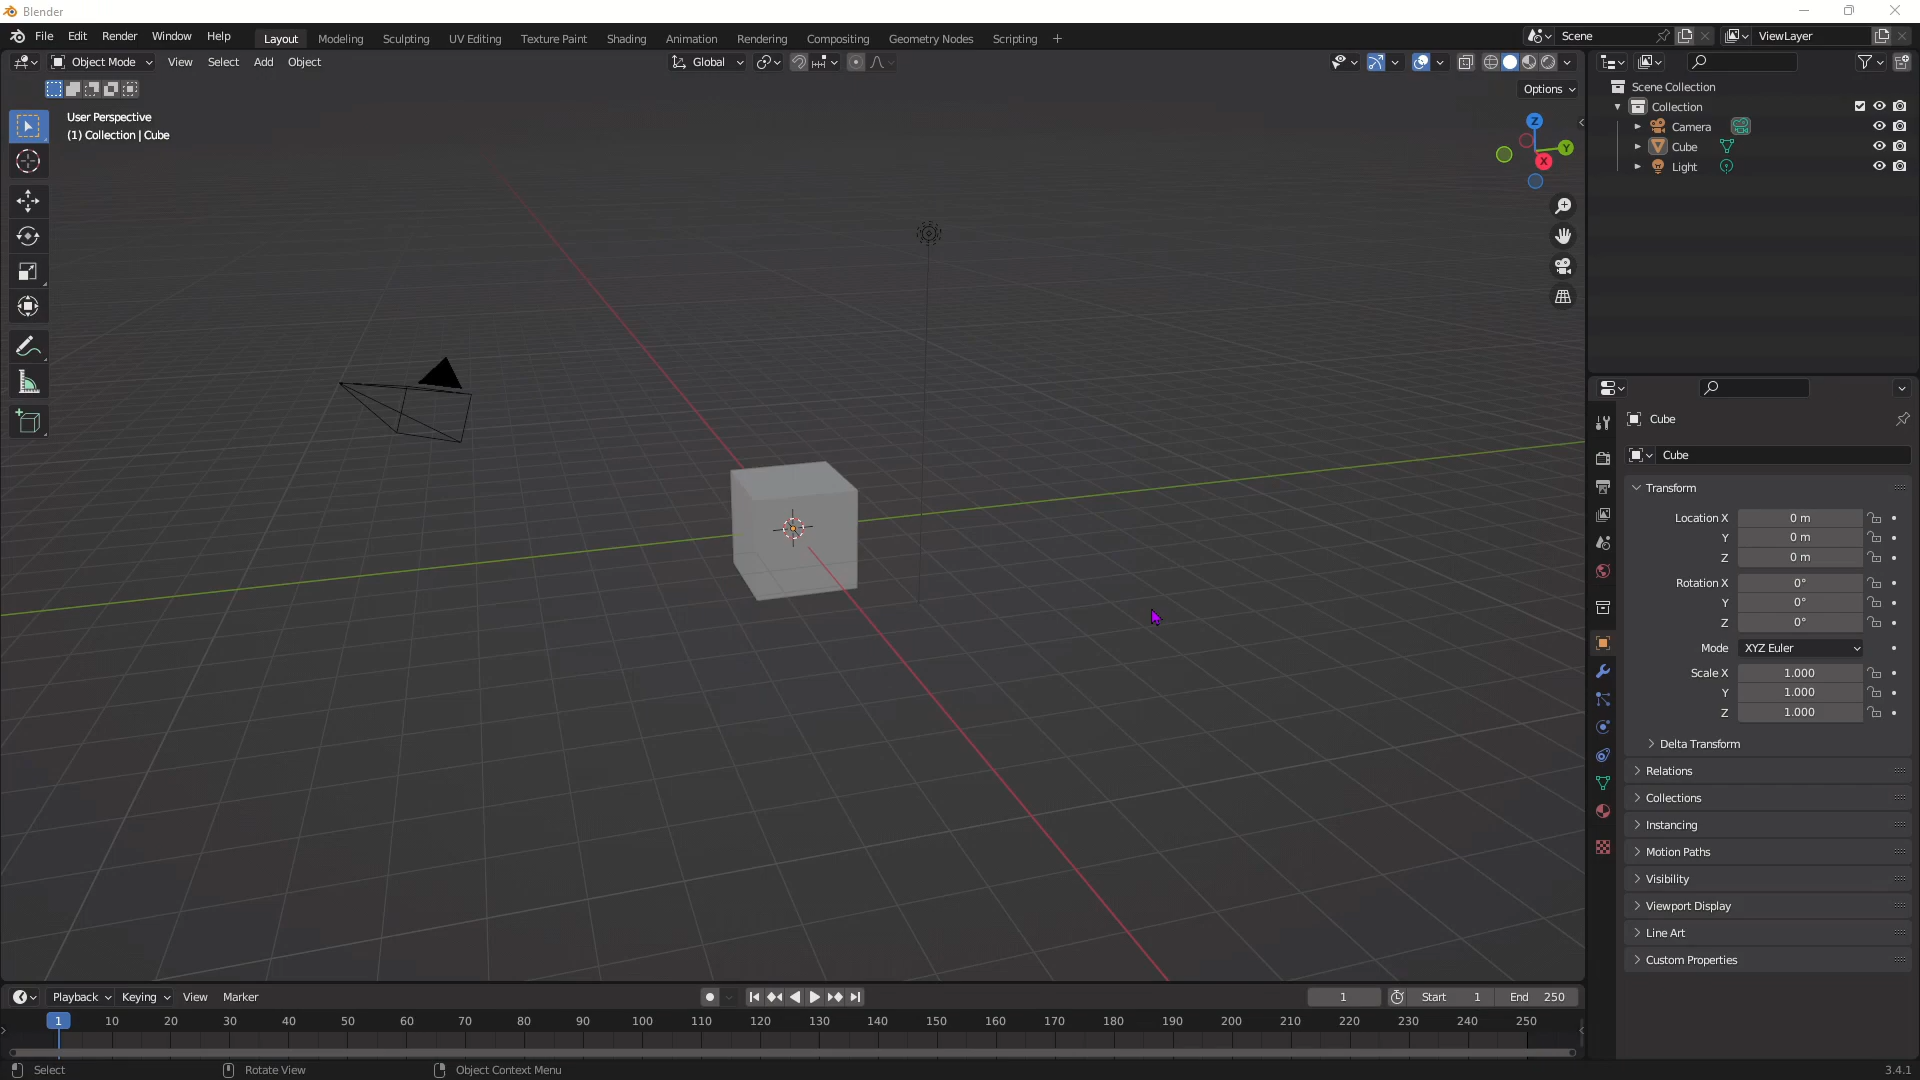 Blender
File Edit Render Window Help Layout Modeling Sculpting UV Editing Texture Paint Shading Animation Rendering Compositing Geometry Nodes Scripting + Scene ViewLayer
Object Mode View Select Add Object Global
Options
User Perspective
(1) Collection | Cube
Z
Y
X
Scene Collection
Collection
Camera
Cube
Light
Cube
Cube
Transform
Location X 0 m
Y 0 m
Z 0 m
Rotation X 0°
Y 0°
Z 0°
Mode XYZ Euler
Scale X 1.000
Y 1.000
Z 1.000
Delta Transform
Relations
Collections
Instancing
Motion Paths
Visibility
Viewport Display
Line Art
Custom Properties
Playback Keying View Marker 1 Start 1 End 250
1 10 20 30 40 50 60 70 80 90 100 110 120 130 140 150 160 170 180 190 200 210 220 230 240 250
Select Rotate View Object Context Menu 3.4.1